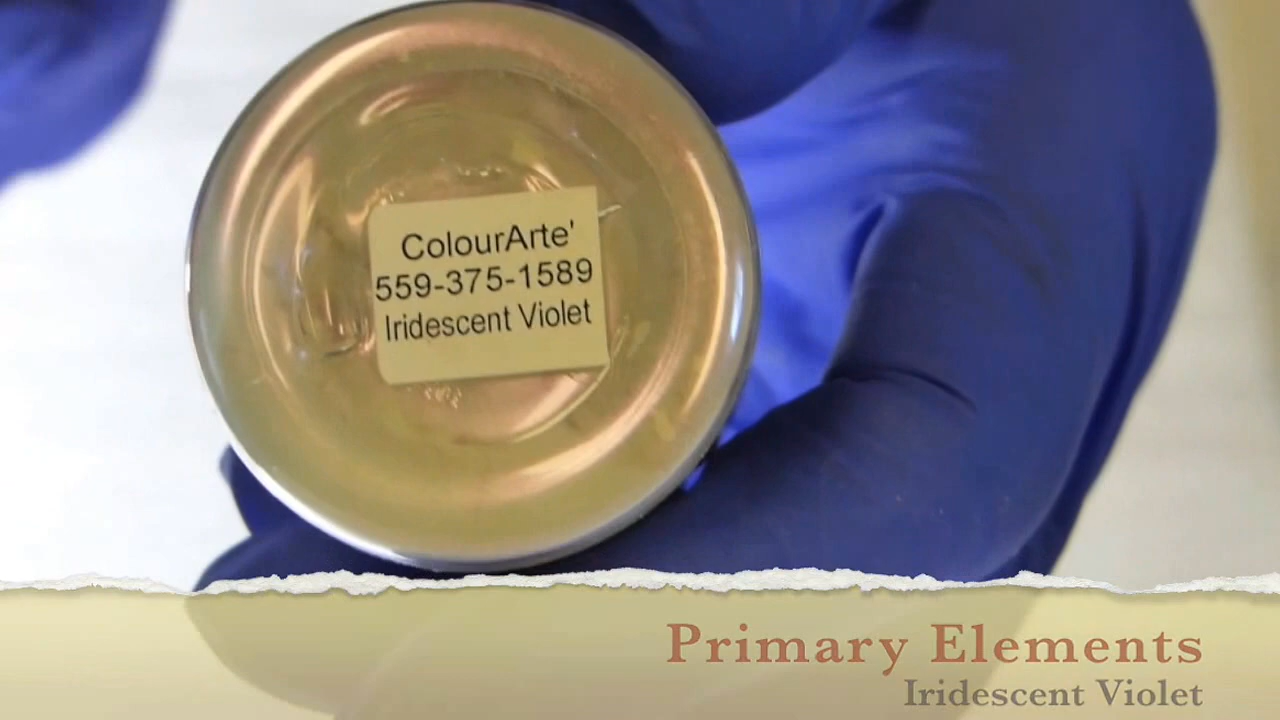 ColourArte'
559-375-1589
Iridescent Violet
Primary Elements
Iridescent Violet